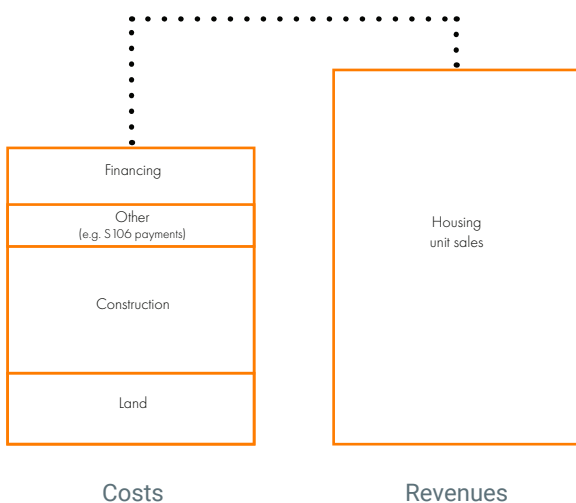 Financing
Other
(e.g. S106 payments)
Construction
Land
Housing
unit sales
Costs
Revenues